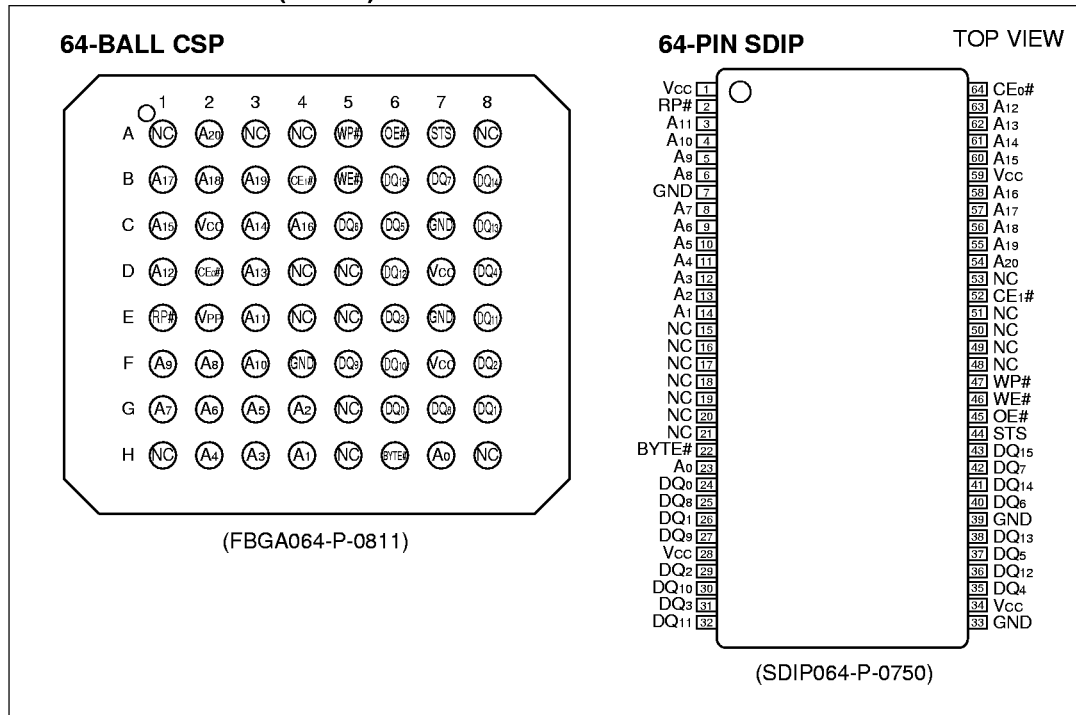 64-BALL CSP
1 2 3 4 5 6 7 8
A NC A20 NC NC WP# OE# STS NC
B A17 A18 A19 CE1# WE# DQ15 DQ7 DQ14
C A15 VCC A14 A16 DQ6 DQ5 GND DQ13
D A12 CE0# A13 NC NC DQ12 VCC DQ4
E RP# VPP A11 NC NC DQ3 GND DQ11
F A9 A8 A10 GND DQ9 DQ10 VCC DQ2
G A7 A6 A5 A2 NC DQ0 DQ8 DQ1
H NC A4 A3 A1 NC BYTE# A0 NC
(FBGA064-P-0811)
64-PIN SDIP
TOP VIEW
VCC 1
RP# 2
A11 3
A10 4
A9 5
A8 6
GND 7
A7 8
A6 9
A5 10
A4 11
A3 12
A2 13
A1 14
NC 15
NC 16
NC 17
NC 18
NC 19
NC 20
NC 21
BYTE# 22
A0 23
DQ0 24
DQ8 25
DQ1 26
DQ9 27
VCC 28
DQ2 29
DQ10 30
DQ3 31
DQ11 32
64 CE0#
63 A12
62 A13
61 A14
60 A15
59 VCC
58 A16
57 A17
56 A18
55 A19
54 A20
53 NC
52 CE1#
51 NC
50 NC
49 NC
48 NC
47 WP#
46 WE#
45 OE#
44 STS
43 DQ15
42 DQ7
41 DQ14
40 DQ6
39 GND
38 DQ13
37 DQ5
36 DQ12
35 DQ4
34 VCC
33 GND
(SDIP064-P-0750)